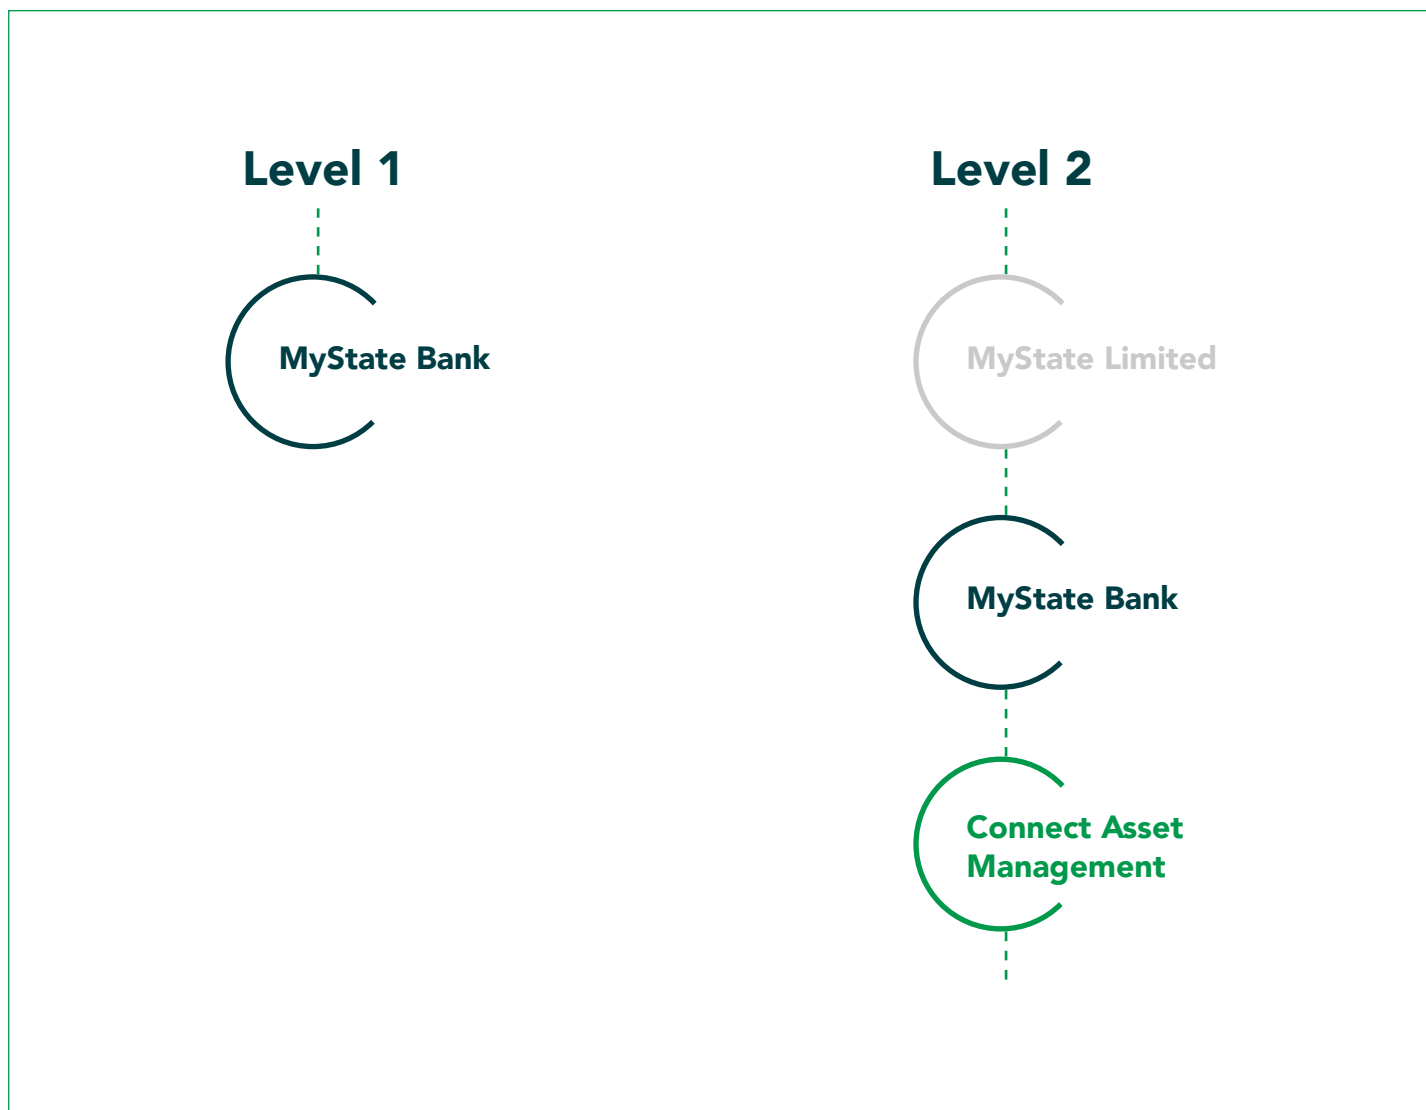 Level 1
MyState Bank
Level 2
MyState Limited
MyState Bank
Connect Asset
Management